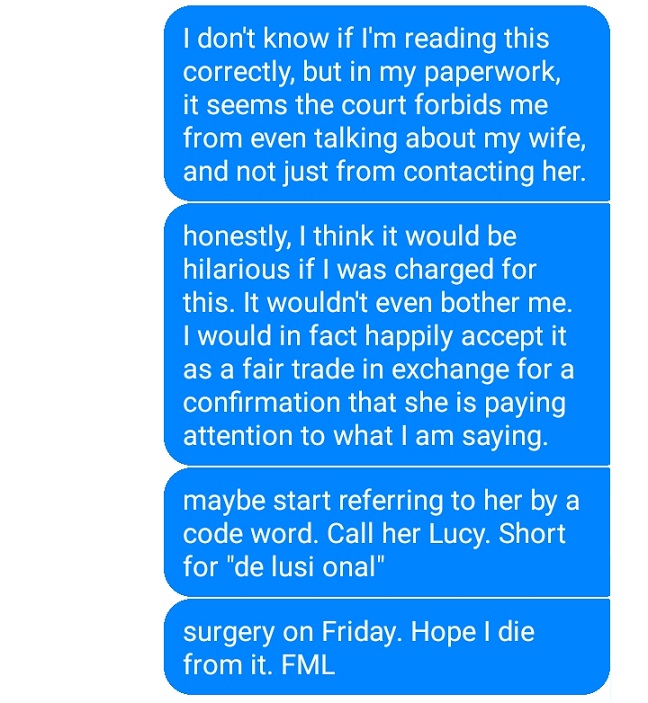 I don't know if I'm reading this
correctly, but in my paperwork,
it seems the court forbids me
from even talking about my wife,
and not just from contacting her.
honestly, I think it would be
hilarious if I was charged for
this. It wouldn't even bother me.
I would in fact happily accept it
as a fair trade in exchange for a
confirmation that she is paying
attention to what I am saying.
maybe start referring to her by a
code word. Call her Lucy. Short
for "de lusi onal"
surgery on Friday. Hope I die
from it. FML